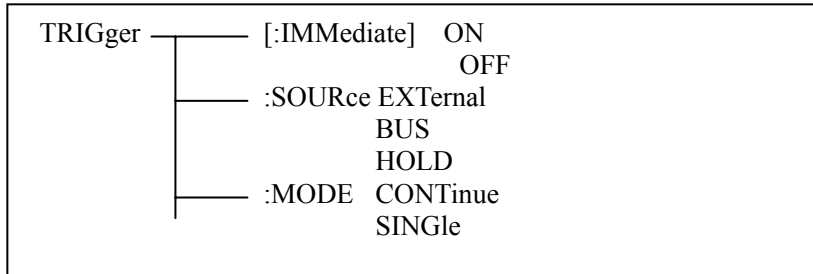 TRIGger [:IMMediate] ON
OFF
:SOURce EXTernal
BUS
HOLD
:MODE CONTinue
SINGle